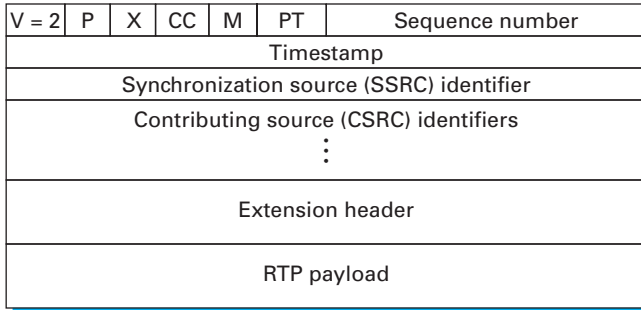 V = 2 P X CC M PT Sequence number
Timestamp
Synchronization source (SSRC) identifier
Contributing source (CSRC) identifiers
⋮
Extension header
RTP payload